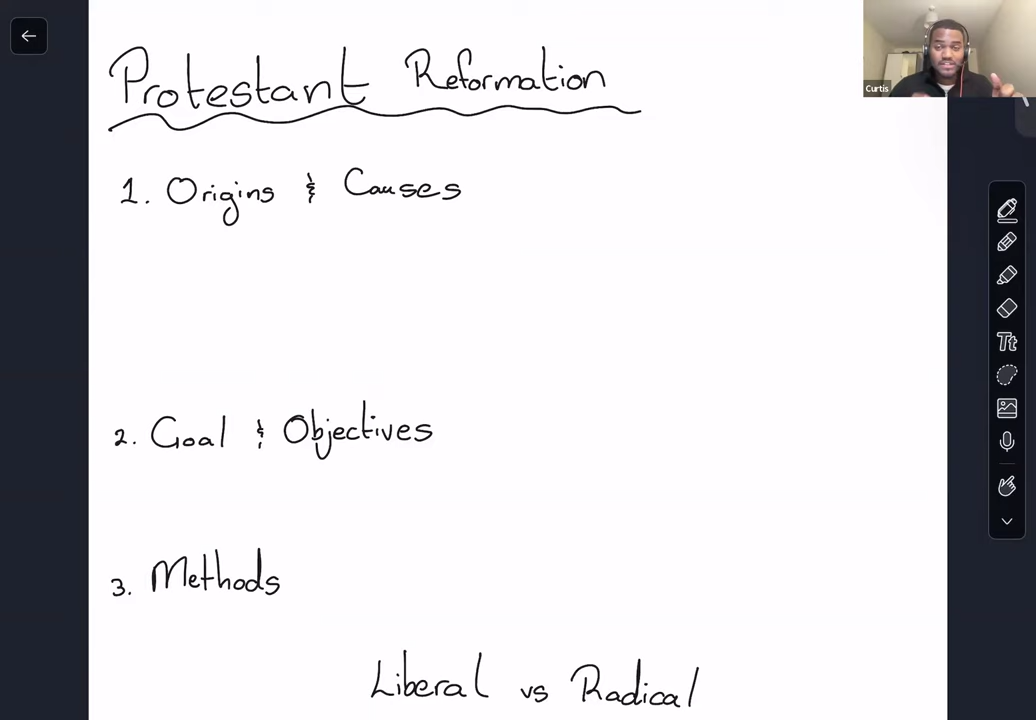 Protestant Reformation
Curtis
1. Origins & Causes
Tt
2. Goal & Objectives
3. Methods
Liberal vs Radical